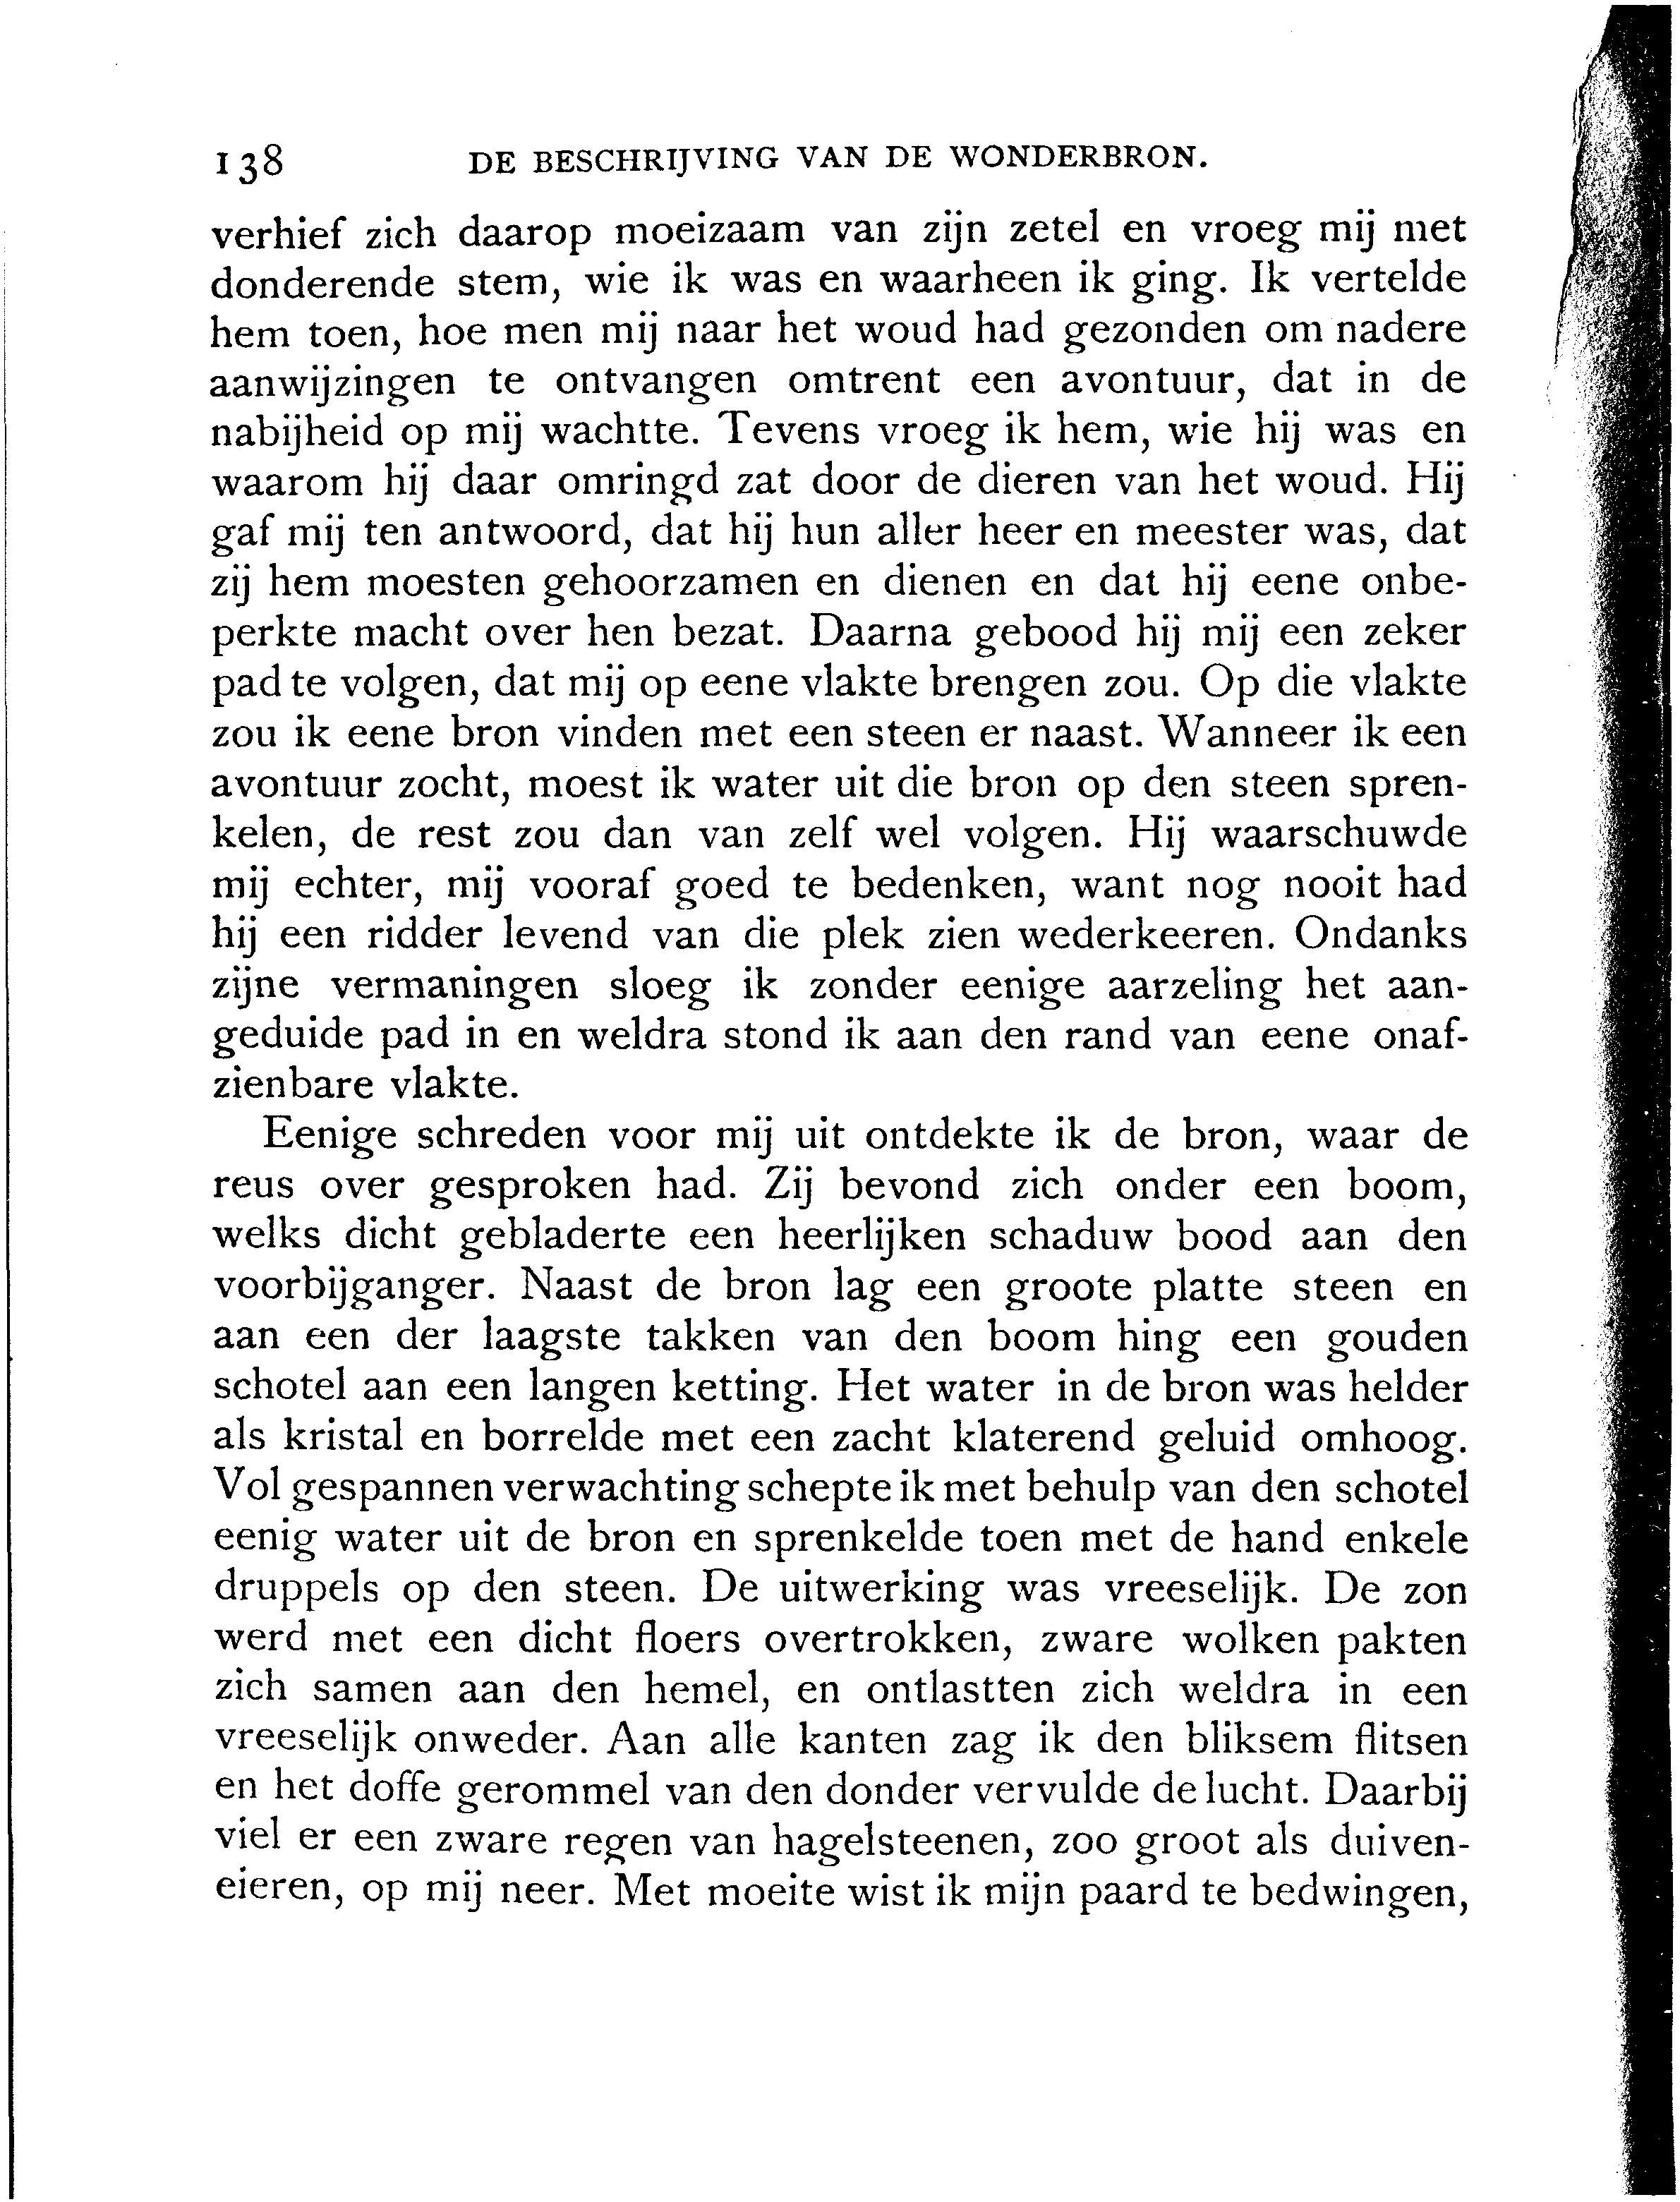 138 DE BESCHRIJVING VAN DE WONDERBRON.
verhief zich daarop moeizaam van zijn zetel en vroeg mij met
donderende stem, wie ik was en waarheen ik ging. Ik vertelde
hem toen, hoe men mij naar het woud had gezonden om nadere
aanwijzingen te ontvangen omtrent een avontuur, dat in de
nabijheid op mij wachtte. Tevens vroeg ik hem, wie hij was en
waarom hij daar omringd zat door de dieren van het woud. Hij
gaf mij ten antwoord, dat hij hun aller heer en meester was, dat
zij hem moesten gehoorzamen en dienen en dat hij eene onbe-
perkte macht over hen bezat. Daarna gebood hij mij een zeker
pad te volgen, dat mij op eene vlakte brengen zou. Op die vlakte
zou ik eene bron vinden met een steen er naast. Wanneer ik een
avontuur zocht, moest ik water uit die bron op den steen spren-
kelen, de rest zou dan van zelf wel volgen. Hij waarschuwde
mij echter, mij vooraf goed te bedenken, want nog nooit had
hij een ridder levend van die plek zien wederkeeren. Ondanks
zijne vermaningen sloeg ik zonder eenige aarzeling het aan-
geduide pad in en weldra stond ik aan den rand van eene onaf-
zienbare vlakte.
Eenige schreden voor mij uit ontdekte ik de bron, waar de
reus over gesproken had. Zij bevond zich onder een boom,
welks dicht gebladerte een heerlijken schaduw bood aan den
voorbijganger. Naast de bron lag een groote platte steen en
aan een der laagste takken van den boom hing een gouden
schotel aan een langen ketting. Het water in de bron was helder
als kristal en borrelde met een zacht klaterend geluid omhoog.
Vol gespannen verwachting schepte ik met behulp van den schotel
eenig water uit de bron en sprenkelde toen met de hand enkele
druppels op den steen. De uitwerking was vreeselijk. De zon
werd met een dicht floers overtrokken, zware wolken pakten
zich samen aan den hemel, en ontlastten zich weldra in een
vreeselijk onweder. Aan alle kanten zag ik den bliksem flitsen
en het doffe gerommel van den donder vervulde de lucht. Daarbij
viel er een zware regen van hagelsteenen, zoo groot als duiven-
eieren, op mij neer. Met moeite wist ik mijn paard te bedwingen,